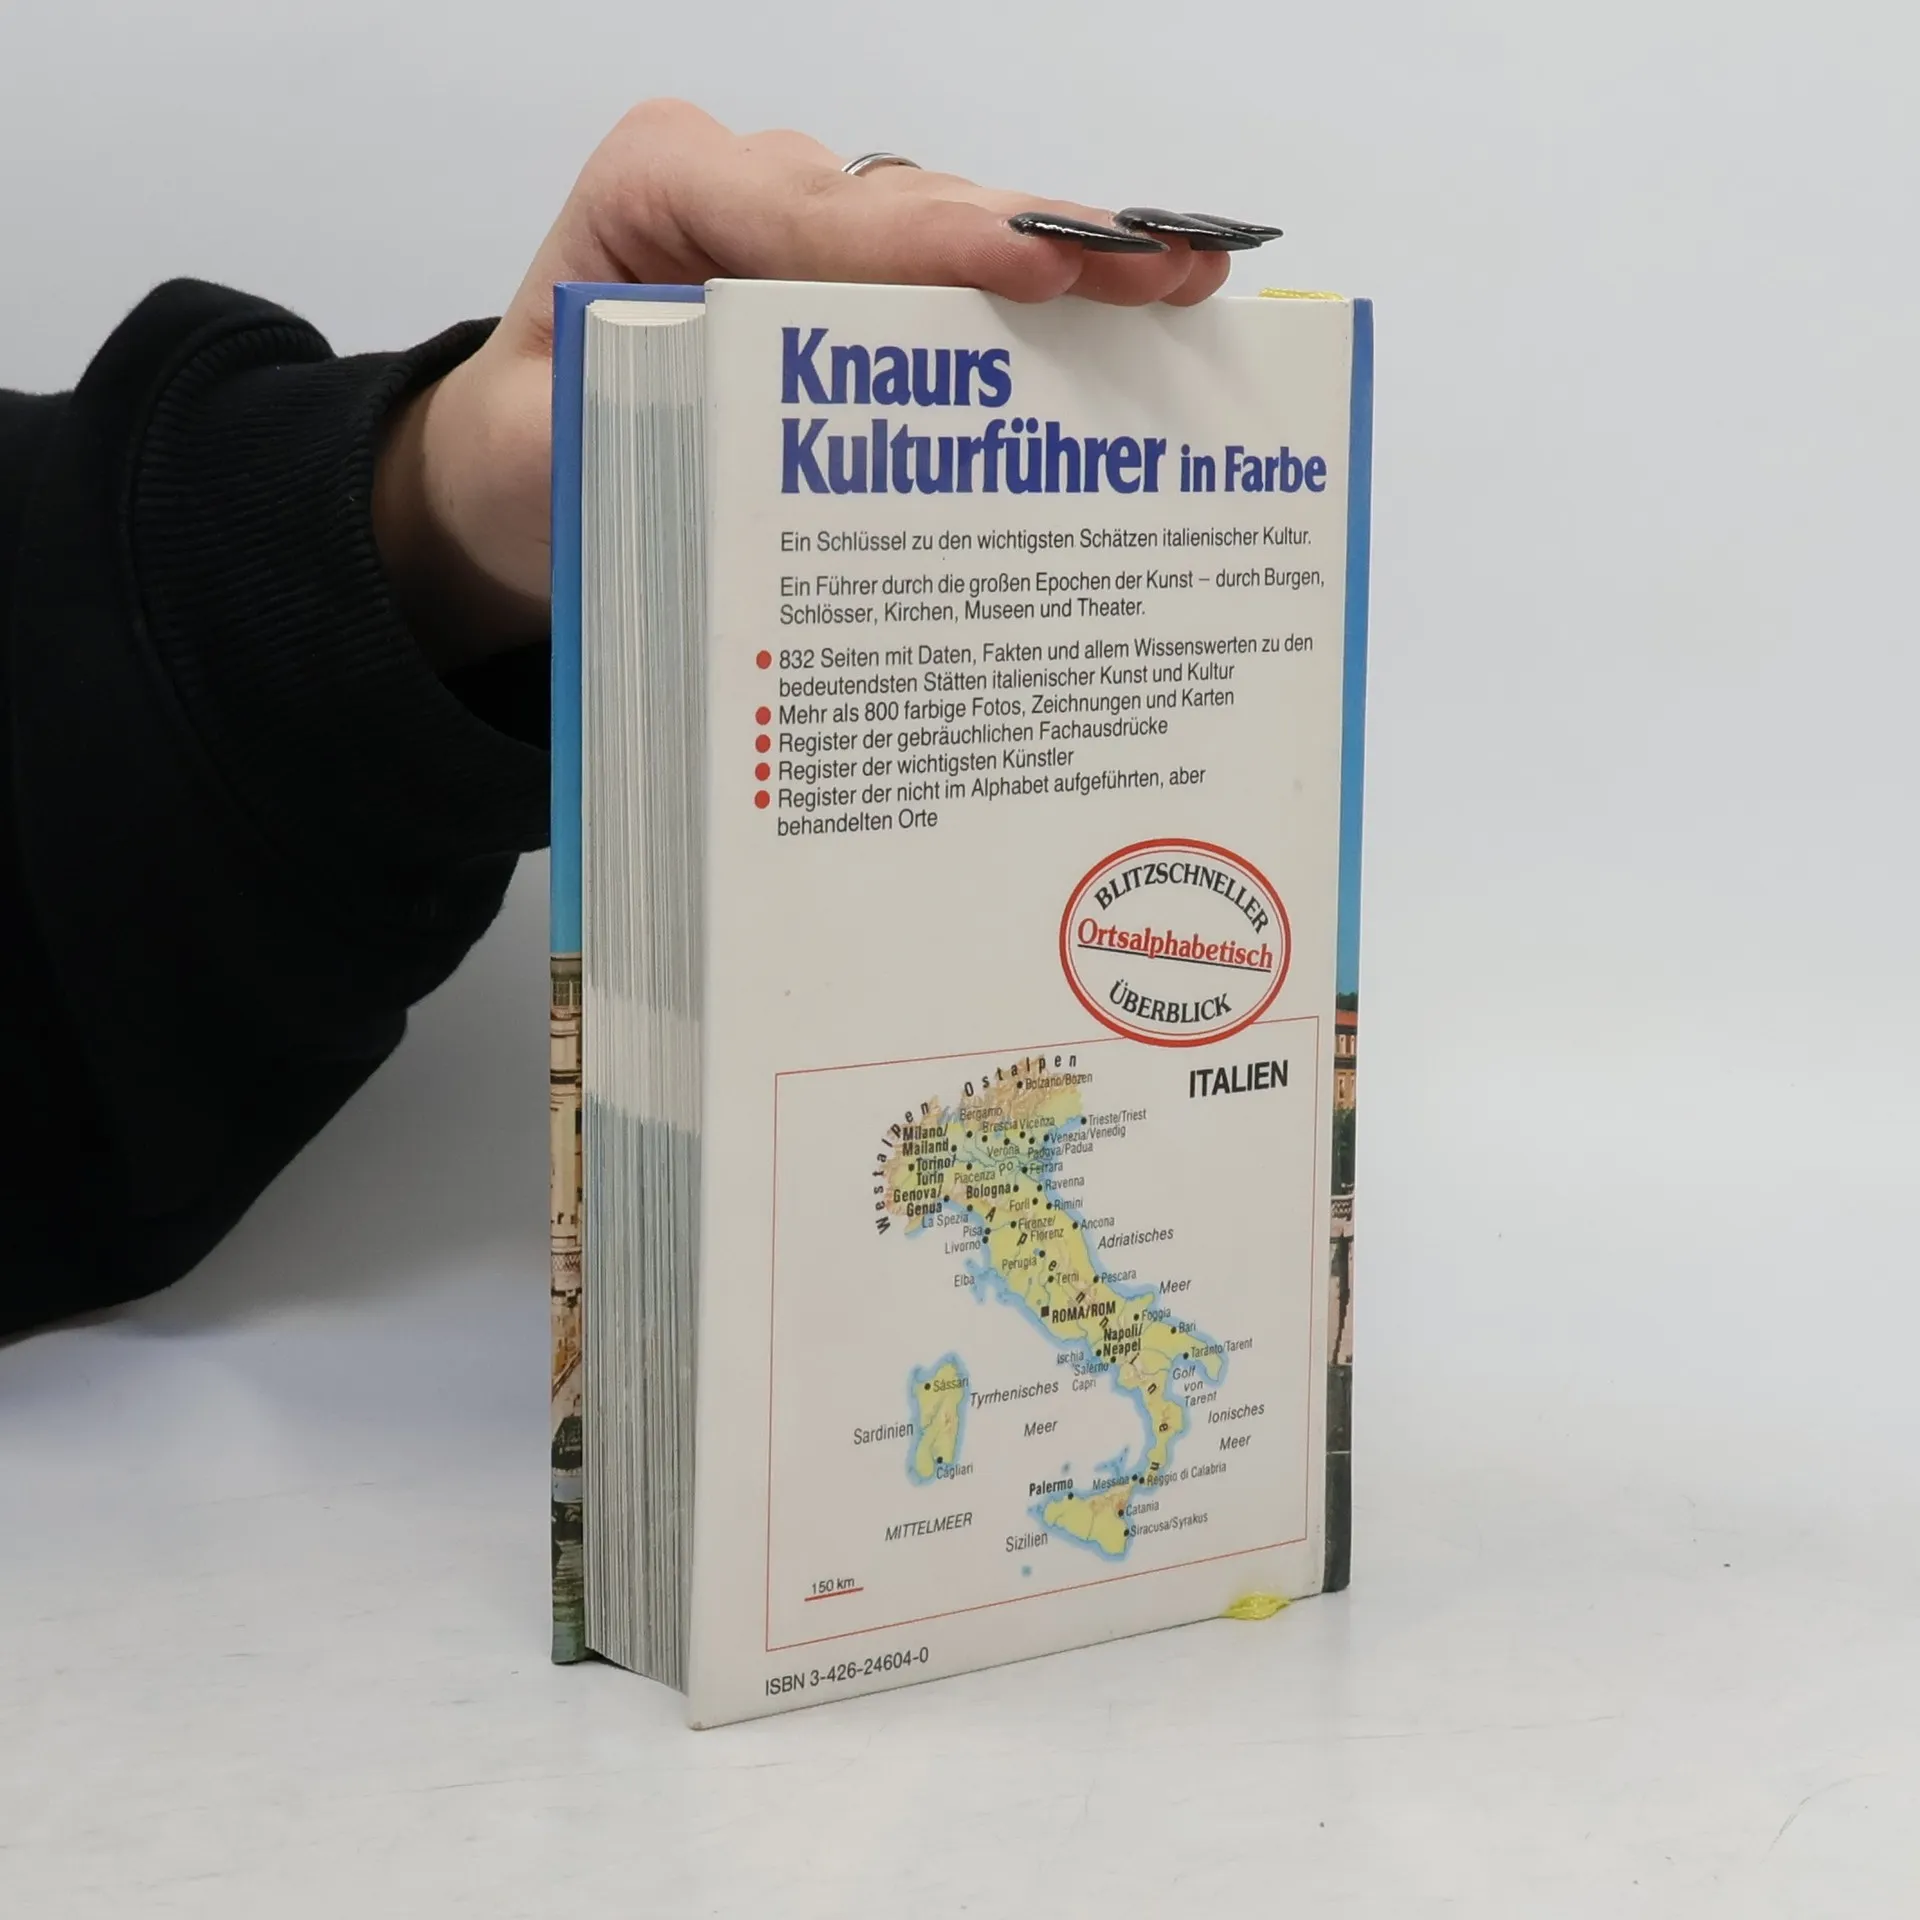 Knaurs
Kulturführer in Farbe
Ein Schlüssel zu den wichtigsten Schätzen italienischer Kultur.
Ein Führer durch die großen Epochen der Kunst – durch Burgen,
Schlösser, Kirchen, Museen und Theater.
● 832 Seiten mit Daten, Fakten und allem Wissenswerten zu den
bedeutendsten Stätten italienischer Kunst und Kultur
● Mehr als 800 farbige Fotos, Zeichnungen und Karten
● Register der gebräuchlichen Fachausdrücke
● Register der wichtigsten Künstler
● Register der nicht im Alphabet aufgeführten, aber
behandelten Orte
BLITZSCHNELLER
Ortsalphabetisch
ÜBERBLICK
ITALIEN
Ostalpen
Westalpen
Bolzano/Bozen
Bergamo
Brescia Vicenza
Trieste/Triest
Milano/
Mailand
Venezia/Venedig
Verona
Padova/Padua
Torino/
Turin
Piacenza
Po
Ferrara
Genova/
Genua
Bologna
Ravenna
Forlì
Rimini
La Spezia
Pisa
Livorno
Firenze/
Florenz
Ancona
Adriatisches
Meer
Perugia
Elba
Terni
Pescara
Apenninen
ROMA/ROM
Foggia
Napoli/
Neapel
Bari
Ischia
Salerno
Capri
Taranto/Tarent
Golf
von
Tarent
Sassari
Tyrrhenisches
Meer
Ionisches
Meer
Sardinien
Cagliari
Palermo
Messina
Reggio di Calabria
Catania
Siracusa/Syrakus
MITTELMEER
Sizilien
150 km
ISBN 3-426-24604-0